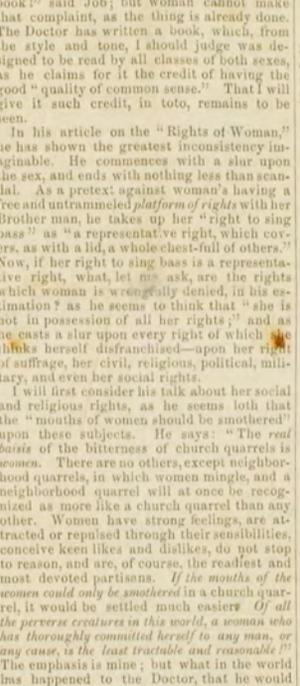 book!" said Job; but woman cannot make
that complaint, as the thing is already done.
The Doctor has written a book, which, from
the style and tone, I should judge was de-
signed to be read by all classes of both sexes,
as he claims for it the credit of having the
good "quality of common sense." That I will
give it such credit, in toto, remains to be
seen.
In his article on the "Rights of Woman,"
he has shown the greatest inconsistency im-
aginable. He commences with a slur upon
the sex, and ends with nothing less than scan-
dal. As a pretext against woman's having a
free and untrammeled platform of rights with her
Brother man, he takes up her "right to sing
bass" as "a representative right, which cov-
ers, as with a lid, a whole chest-full of others."
Now, if her right to sing bass is a representa-
tive right, what, let me ask, are the rights
which woman is wrongfully denied, in his es-
timation? as he seems to think that "she is
not in possession of all her rights;" and as
he casts a slur upon every right of which she
thinks herself disfranchised—upon her right
of suffrage, her civil, religious, political, mili-
tary, and even her social rights.
I will first consider his talk about her social
and religious rights, as he seems loth that
the "mouths of women should be smothered"
upon these subjects. He says: "The real
baisis of the bitterness of church quarrels is
women. There are no others, except neighbor-
hood quarrels, in which women mingle, and a
neighborhood quarrel will at once be recog-
nized as more like a church quarrel than any
other. Women have strong feelings, are at-
tracted or repulsed through their sensibilities,
conceive keen likes and dislikes, do not stop
to reason, and are, of course, the readiest and
most devoted partisans. If the mouths of the
women could only be smothered in a church quar-
rel, it would be settled much easier. Of all
the perverse creatures in this world, a woman who
has thoroughly committed herself to any man, or
any cause, is the least tractable and reasonable!"
The emphasis is mine; but what in the world
has happened to the Doctor, that he would